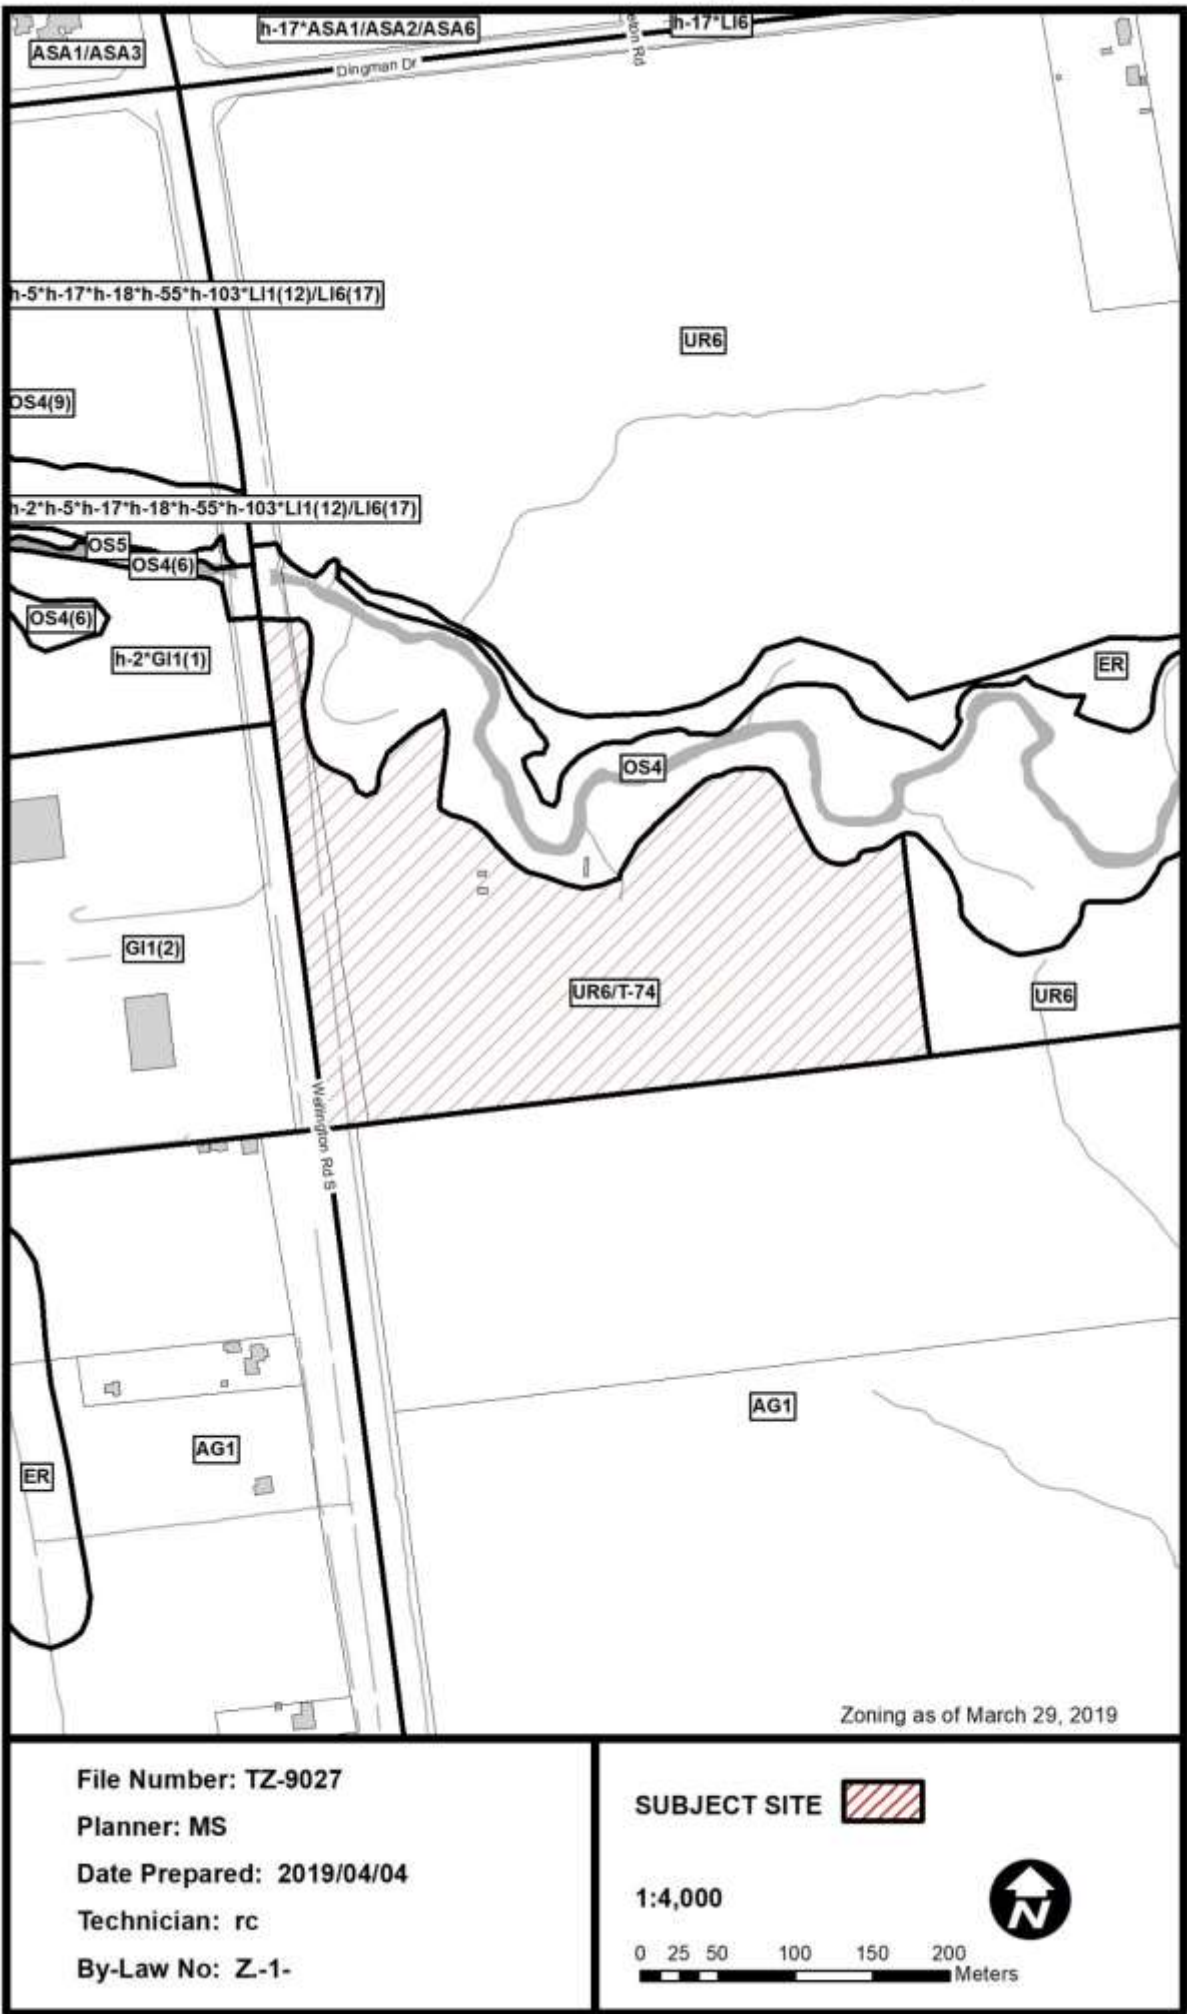 h-17*ASA1/ASA2/ASA6
h-17*LI6
ASA1/ASA3
Dingman Dr
eton Rd
h-5*h-17*h-18*h-55*h-103*LI1(12)/LI6(17)
UR6
OS4(9)
h-2*h-5*h-17*h-18*h-55*h-103*LI1(12)/LI6(17)
OS5
OS4(6)
OS4(6)
h-2*GI1(1)
ER
OS4
GI1(2)
UR6/T-74
UR6
Wellington Rd S
AG1
AG1
ER
Zoning as of March 29, 2019
File Number: TZ-9027
Planner: MS
Date Prepared: 2019/04/04
Technician: rc
By-Law No: Z.-1-
SUBJECT SITE
1:4,000
N
0 25 50 100 150 200
Meters